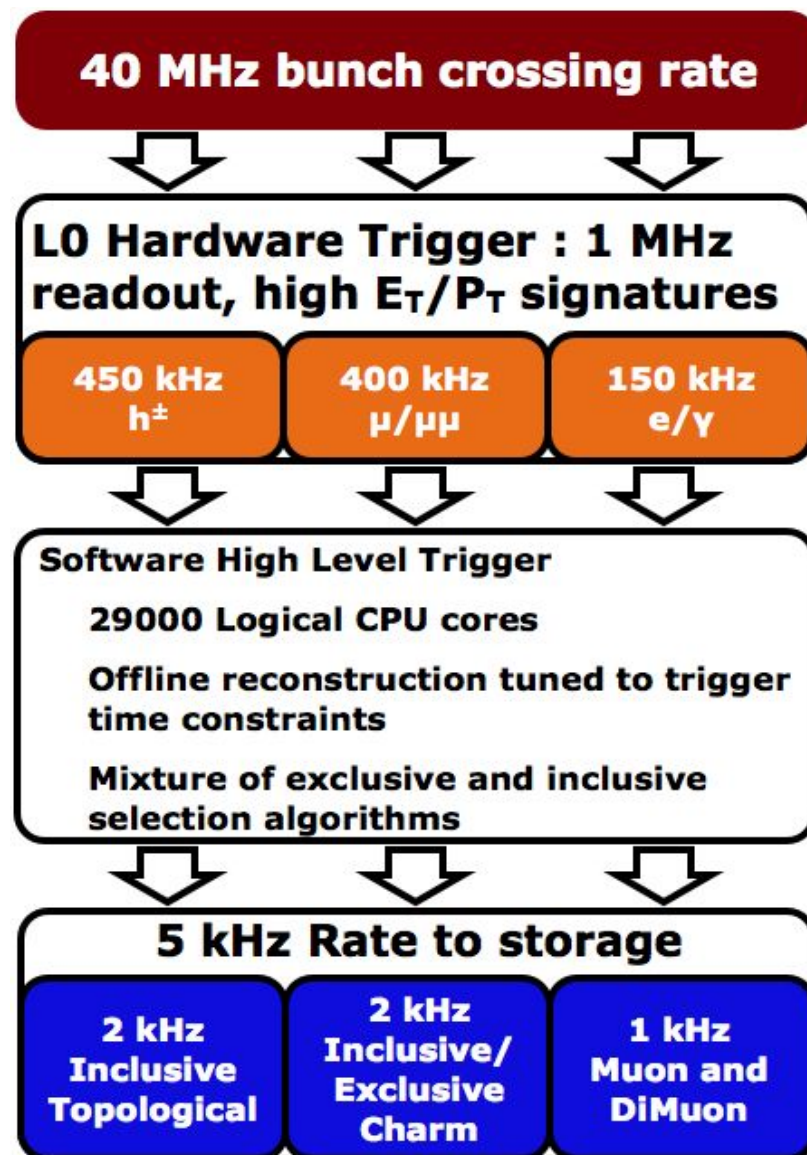 40 MHz bunch crossing rate
L0 Hardware Trigger : 1 MHz
readout, high Eᴛ/Pᴛ signatures
450 kHz
h±
400 kHz
μ/μμ
150 kHz
e/γ
Software High Level Trigger
29000 Logical CPU cores
Offline reconstruction tuned to trigger
time constraints
Mixture of exclusive and inclusive
selection algorithms
5 kHz Rate to storage
2 kHz
Inclusive
Topological
2 kHz
Inclusive/
Exclusive
Charm
1 kHz
Muon and
DiMuon